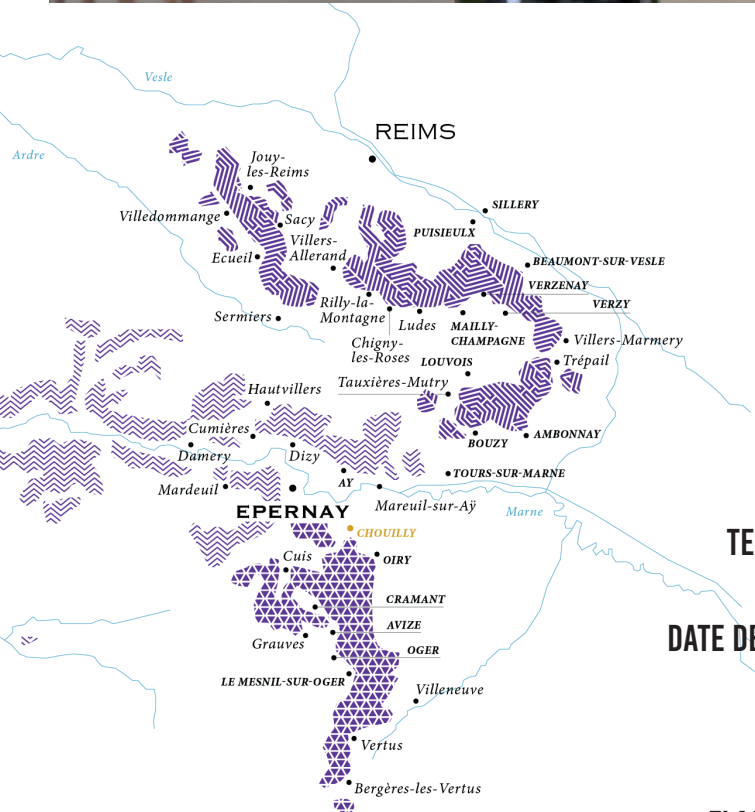 Vesle
REIMS
Ardre
Jouy-
les-Reims
SILLERY
Villedommange
Sacy
PUISIEULX
Villers-
Allerand
Ecueil
BEAUMONT-SUR-VESLE
VERZENAY
VERZY
Rilly-la-
Montagne
Sermiers
Ludes
MAILLY-
CHAMPAGNE
Villers-Marmery
Chigny-
les-Roses
LOUVOIS
Trépail
Tauxières-Mutry
Hautvillers
Cumières
AMBONNAY
BOUZY
Damery
Dizy
TOURS-SUR-MARNE
AY
Mardeuil
Mareuil-sur-Aÿ
EPERNAY
Marne
CHOUILLY
TE
Cuis
OIRY
CRAMANT
AVIZE
DATE DE
Grauves
OGER
LE MESNIL-SUR-OGER
Villeneuve
Vertus
Bergères-les-Vertus